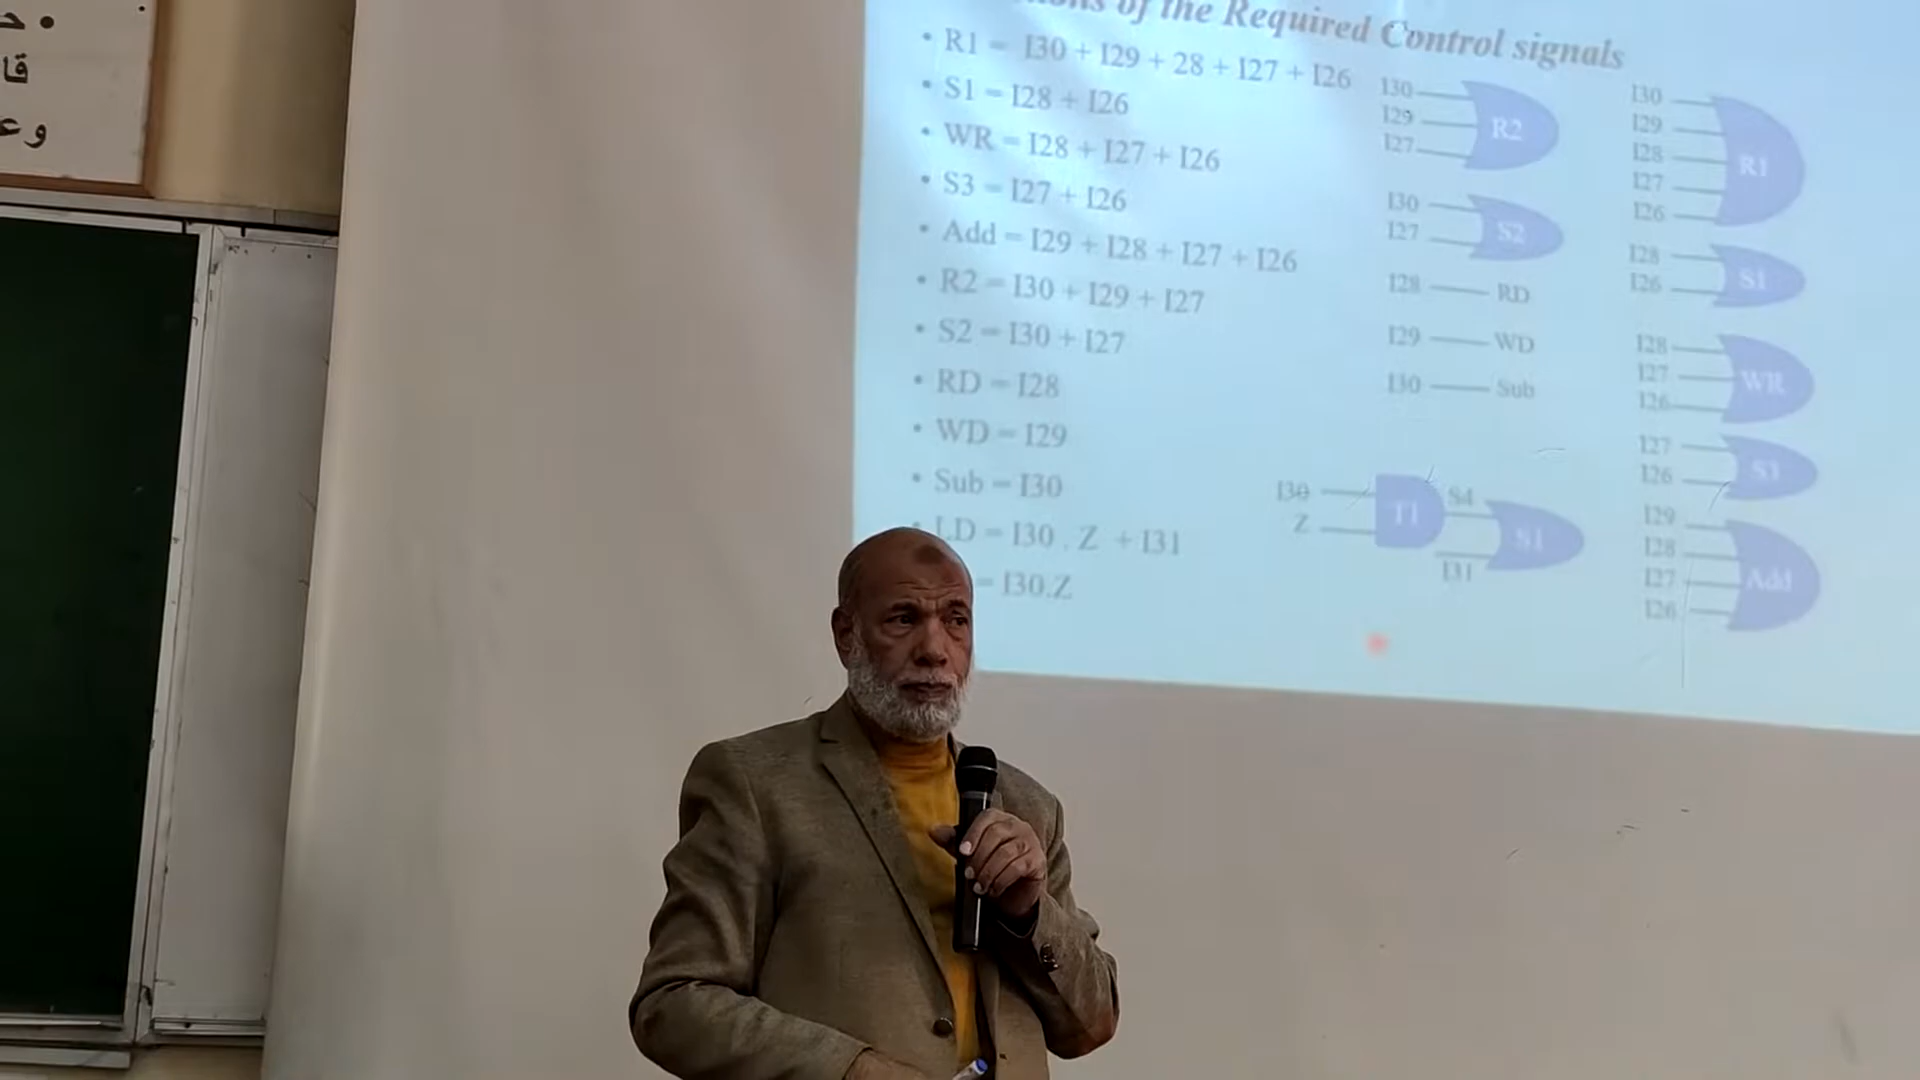 • حـ
قا
وعـ
of the Required Control signals
• R1 = I30 + I29 + 28 + I27 + I26
• S1 = I28 + I26
• WR = I28 + I27 + I26
• S3 = I27 + I26
• Add = I29 + I28 + I27 + I26
• R2 = I30 + I29 + I27
• S2 = I30 + I27
• RD = I28
• WD = I29
• Sub = I30
LD = I30 . Z + I31
= I30.Z
I30
I29
I27
R2
I30
I27
S2
I28 RD
I29 WD
I30 Sub
I30
Z
T1
S4
I31
S1
I30
I29
I28
I27
I26
R1
I28
I26
S1
I28
I27
I26
WR
I27
I26
S3
I29
I28
I27
I26
Add